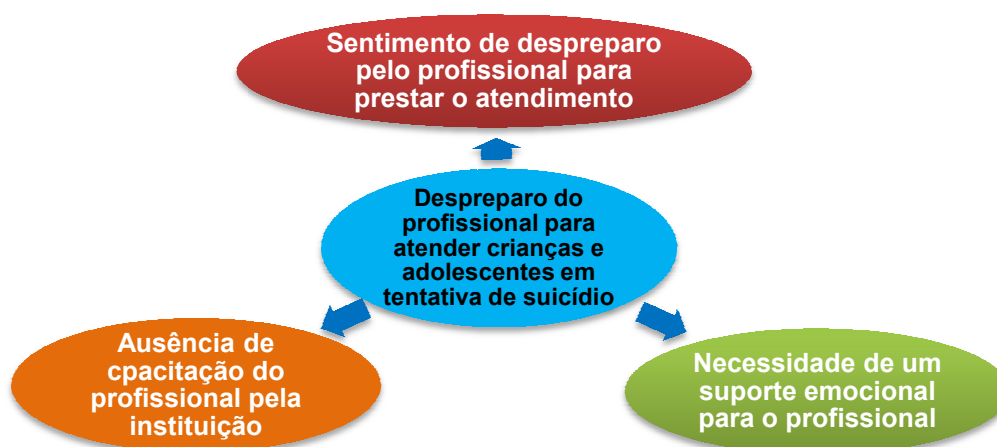 Sentimento de despreparo
pelo profissional para
prestar o atendimento
Despreparo do
profissional para
atender crianças e
adolescentes em
tentativa de suicídio
Ausência de
cpacitação do
profissional pela
instituição
Necessidade de um
suporte emocional
para o profissional